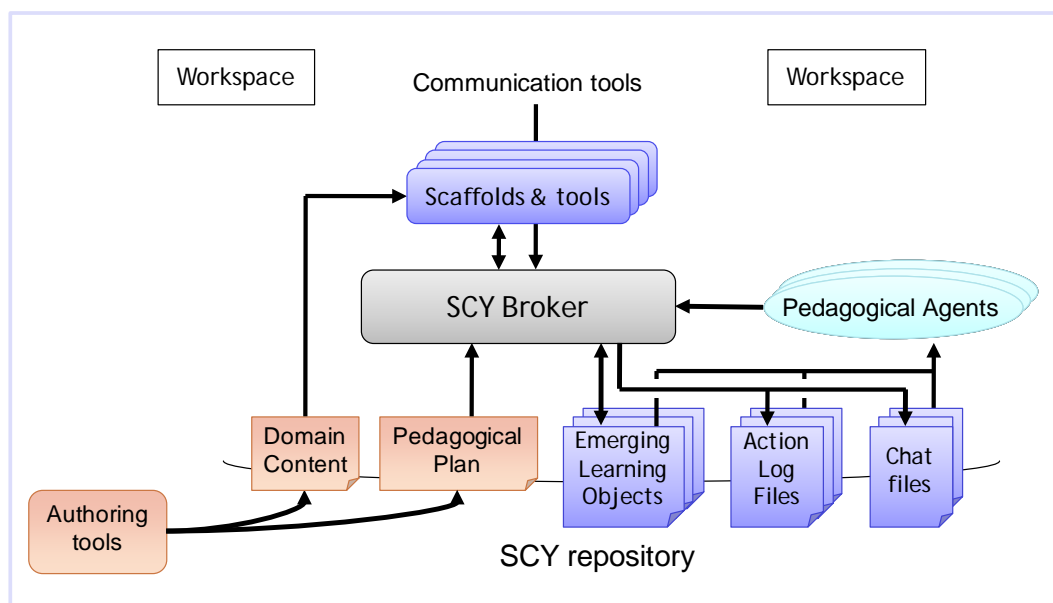 Workspace
Workspace
Communication tools
Scaffolds & tools
SCY Broker
Pedagogical Agents
Domain
Content
Pedagogical
Plan
Emerging
Learning
Objects
Action
Log
Files
Chat
files
Authoring
tools
SCY repository